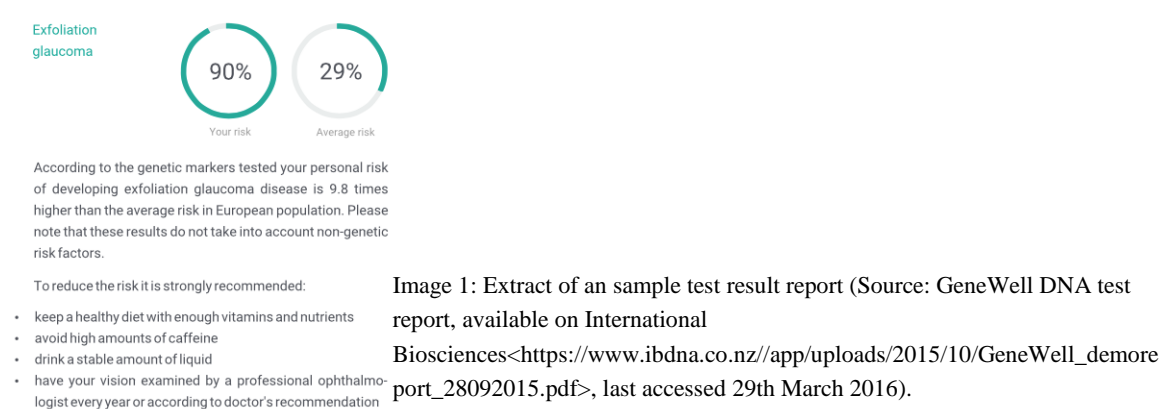 Exfoliation
glaucoma
90%
29%
Your risk
Average risk
According to the genetic markers tested your personal risk
of developing exfoliation glaucoma disease is 9.8 times
higher than the average risk in European population. Please
note that these results do not take into account non-genetic
risk factors.
To reduce the risk it is strongly recommended:
• keep a healthy diet with enough vitamins and nutrients
• avoid high amounts of caffeine
• drink a stable amount of liquid
• have your vision examined by a professional ophthalmo-
logist every year or according to doctor's recommendation
Image 1: Extract of an sample test result report (Source: GeneWell DNA test
report, available on International
Biosciences<https://www.ibdna.co.nz//app/uploads/2015/10/GeneWell_demore
port_28092015.pdf>, last accessed 29th March 2016).